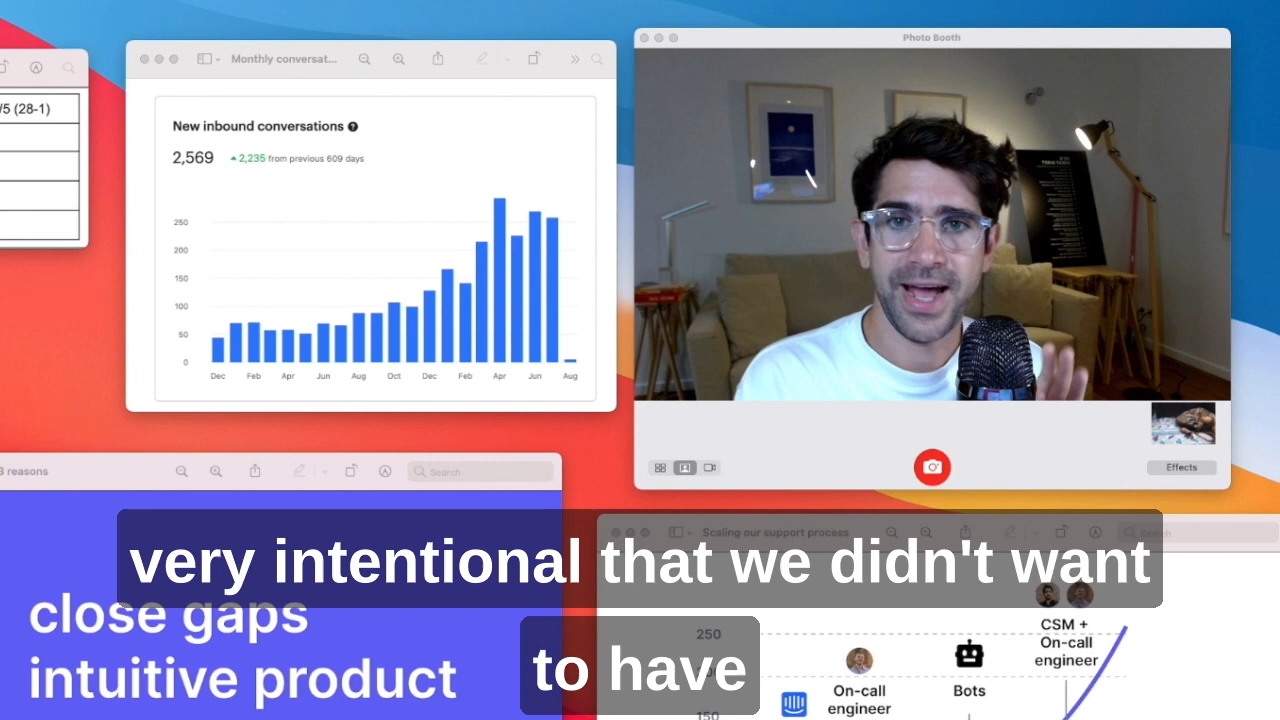 /5 (28-1)
Monthly conversat...
New inbound conversations
2,569
2,235 from previous 609 days
250
200
150
100
50
0
Dec Feb Apr Jun Aug Oct Dec Feb Apr Jun Aug
Photo Booth
Effects
3 reasons
Search
close gaps
intuitive product
Scaling our support process
Search
250
150
On-call
engineer
Bots
CSM +
On-call
engineer
very intentional that we didn't want
to have